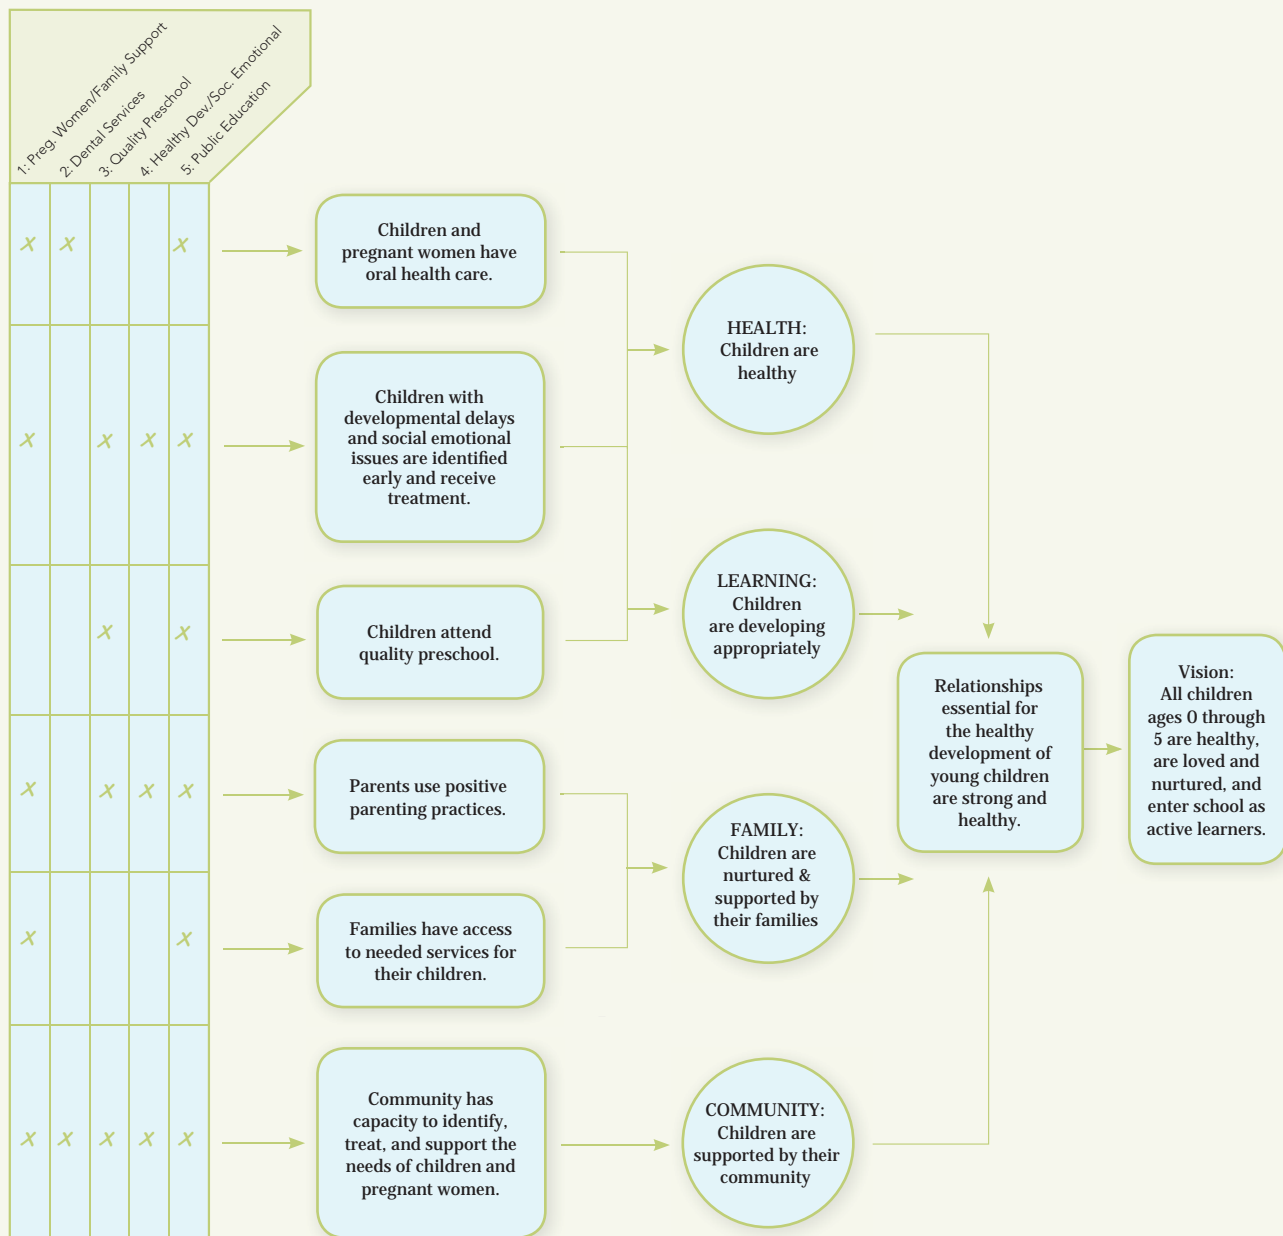 1: Preg. Women/Family Support
2: Dental Services
3: Quality Preschool
4: Healthy Dev./Soc. Emotional
5: Public Education
X X X
Children and
pregnant women have
oral health care.
HEALTH:
Children are
healthy
X X X X
Children with
developmental delays
and social emotional
issues are identified
early and receive
treatment.
LEARNING:
Children
are developing
appropriately
X X
Children attend
quality preschool.
Relationships
essential for
the healthy
development of
young children
are strong and
healthy.
Vision:
All children
ages 0 through
5 are healthy,
are loved and
nurtured, and
enter school as
active learners.
X X X X
Parents use positive
parenting practices.
FAMILY:
Children are
nurtured &
supported by
their families
X X
Families have access
to needed services for
their children.
X X X X X
Community has
capacity to identify,
treat, and support the
needs of children and
pregnant women.
COMMUNITY:
Children are
supported by their
community